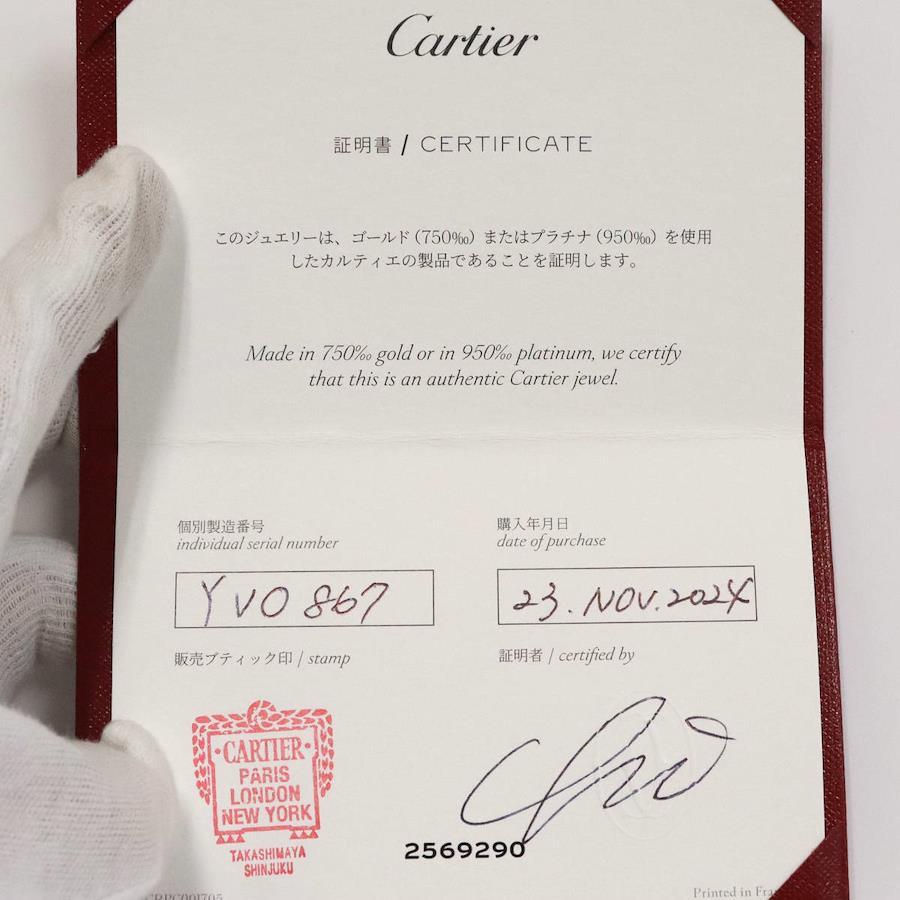 Cartier
証明書 / CERTIFICATE
このジュエリーは、ゴールド(750‰)またはプラチナ(950‰)を使用
したカルティエの製品であることを証明します。
Made in 750‰ gold or in 950‰ platinum, we certify
that this is an authentic Cartier jewel.
個別製造番号
individual serial number
YVO867
購入年月日
date of purchase
23. NOV. 2024
販売ブティック印 / stamp
証明者 / certified by
CARTIER
PARIS
LONDON
NEW YORK
TAKASHIMAYA
SHINJUKU
2569290
Printed in